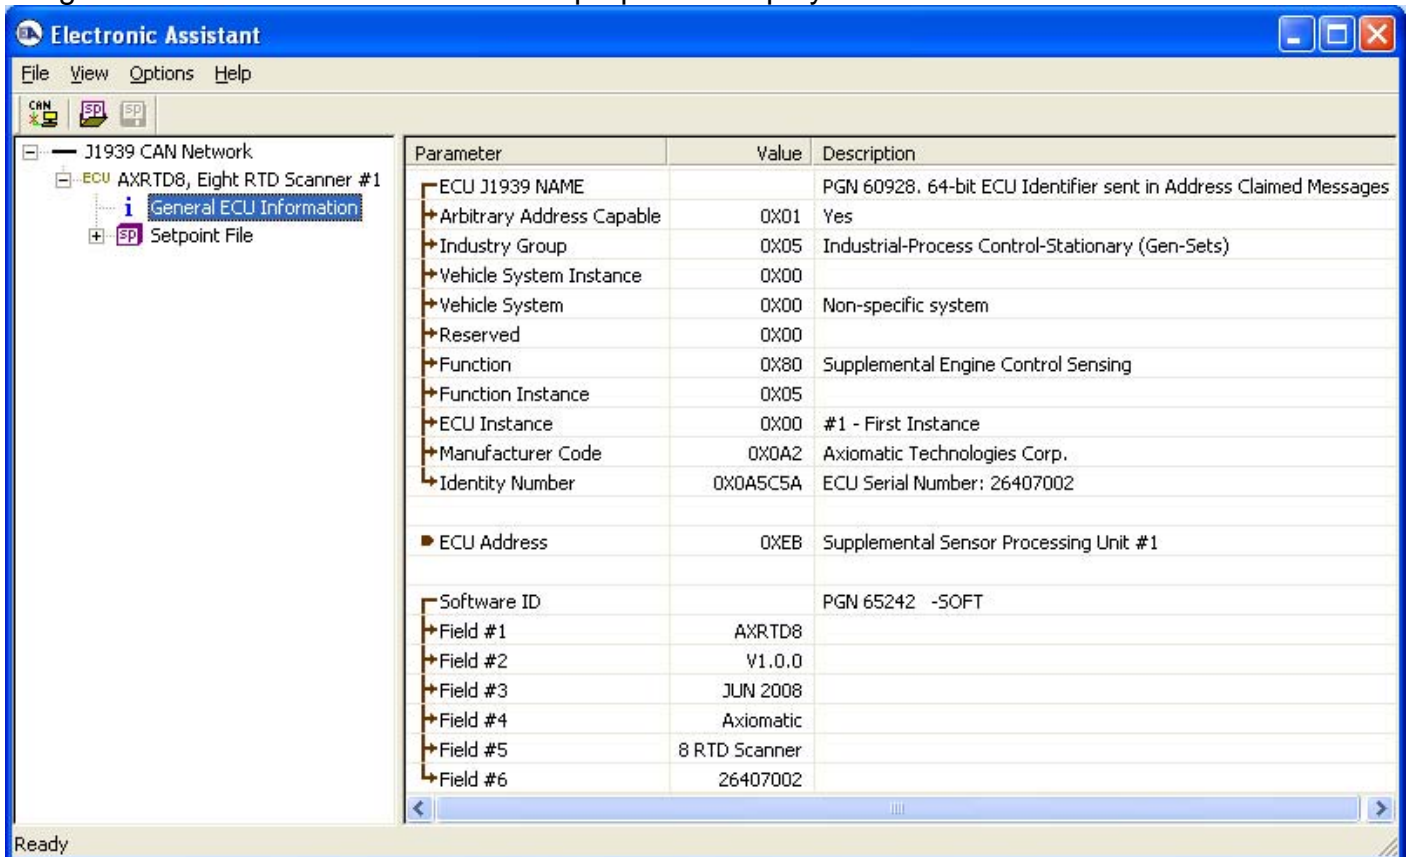 Electronic Assistant
File View Options Help
CAN SP SP
J1939 CAN Network
ECU AXRTD8, Eight RTD Scanner #1
i General ECU Information
SP Setpoint File
Parameter Value Description
ECU J1939 NAME PGN 60928. 64-bit ECU Identifier sent in Address Claimed Messages
Arbitrary Address Capable 0X01 Yes
Industry Group 0X05 Industrial-Process Control-Stationary (Gen-Sets)
Vehicle System Instance 0X00
Vehicle System 0X00 Non-specific system
Reserved 0X00
Function 0X80 Supplemental Engine Control Sensing
Function Instance 0X05
ECU Instance 0X00 #1 - First Instance
Manufacturer Code 0X0A2 Axiomatic Technologies Corp.
Identity Number 0X0A5C5A ECU Serial Number: 26407002
ECU Address 0XEB Supplemental Sensor Processing Unit #1
Software ID PGN 65242 -SOFT
Field #1 AXRTD8
Field #2 V1.0.0
Field #3 JUN 2008
Field #4 Axiomatic
Field #5 8 RTD Scanner
Field #6 26407002
Ready